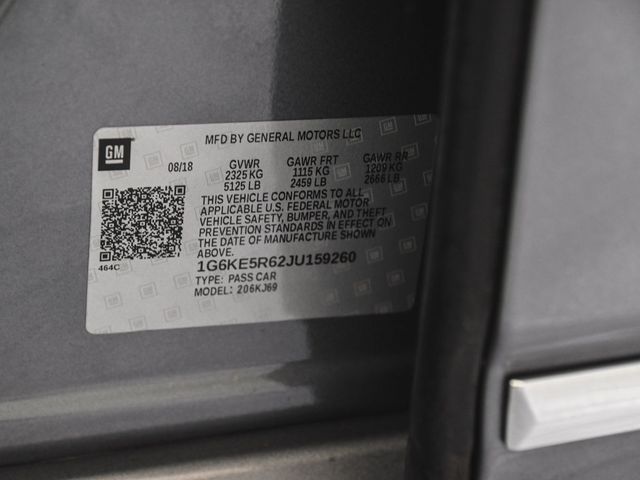 MFD BY GENERAL MOTORS LLC
GM
08/18 GVWR GAWR FRT GAWR RR
2325 KG 1115 KG 1209 KG
5125 LB 2459 LB 2666 LB
THIS VEHICLE CONFORMS TO ALL
APPLICABLE U.S. FEDERAL MOTOR
VEHICLE SAFETY, BUMPER, AND THEFT
PREVENTION STANDARDS IN EFFECT ON
THE DATE OF MANUFACTURE SHOWN
ABOVE.
464C
1G6KE5R62JU159260
TYPE: PASS CAR
MODEL: 206KJ69